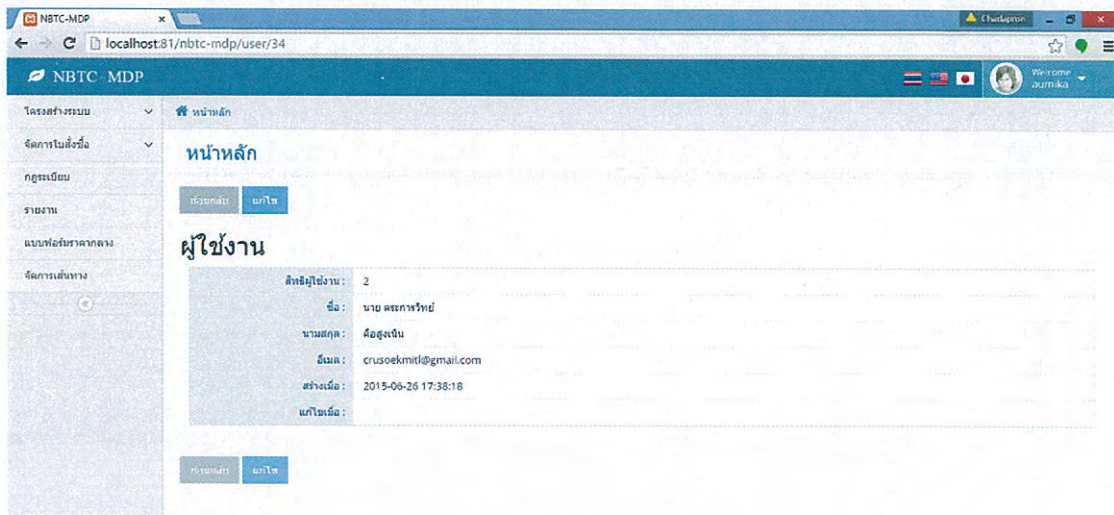 NBTC-MDP
Chadapron
localhost:81/nbtc-mdp/user/34
NBTC MDP
Welcome
aumika
โครงสร้างระบบ
หน้าหลัก
จัดการใบสั่งซื้อ
หน้าหลัก
กฎระเบียบ
ย้อนกลับ แก้ไข
รายงาน
แบบฟอร์มราคากลาง
ผู้ใช้งาน
จัดการเส้นทาง
สิทธิผู้ใช้งาน : 2
ชื่อ : นาย ตระการวิทย์
นามสกุล : คือสูงเนิน
อีเมล : crusoekmitl@gmail.com
สร้างเมื่อ : 2015-06-26 17:38:18
แก้ไขเมื่อ :
ย้อนกลับ แก้ไข